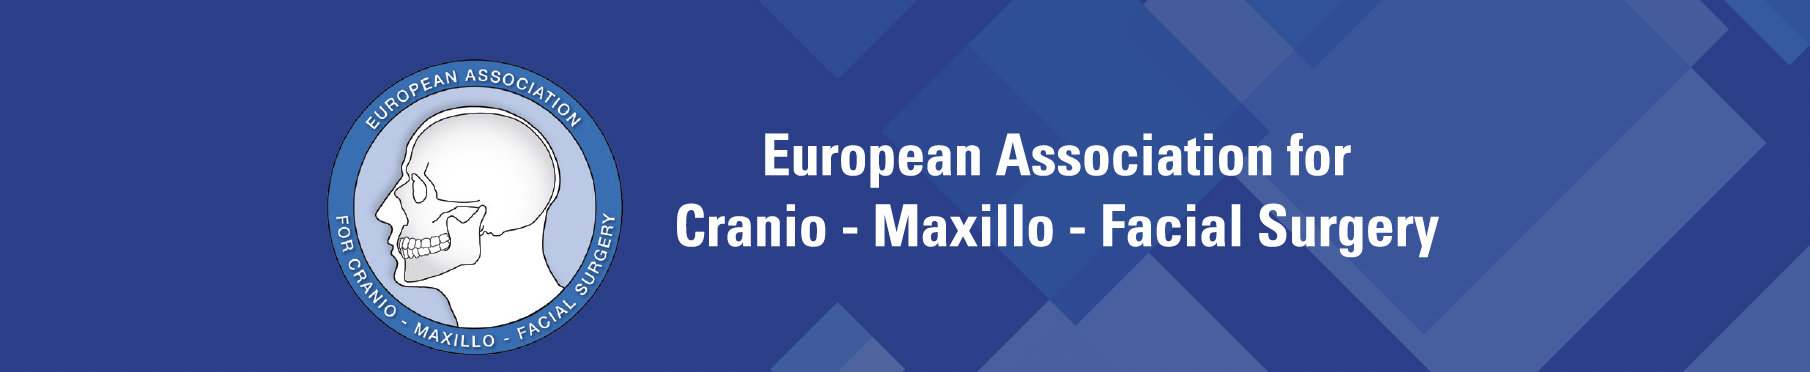 EUROPEAN ASSOCIATION
FOR CRANIO - MAXILLO - FACIAL SURGERY
European Association for
Cranio - Maxillo - Facial Surgery